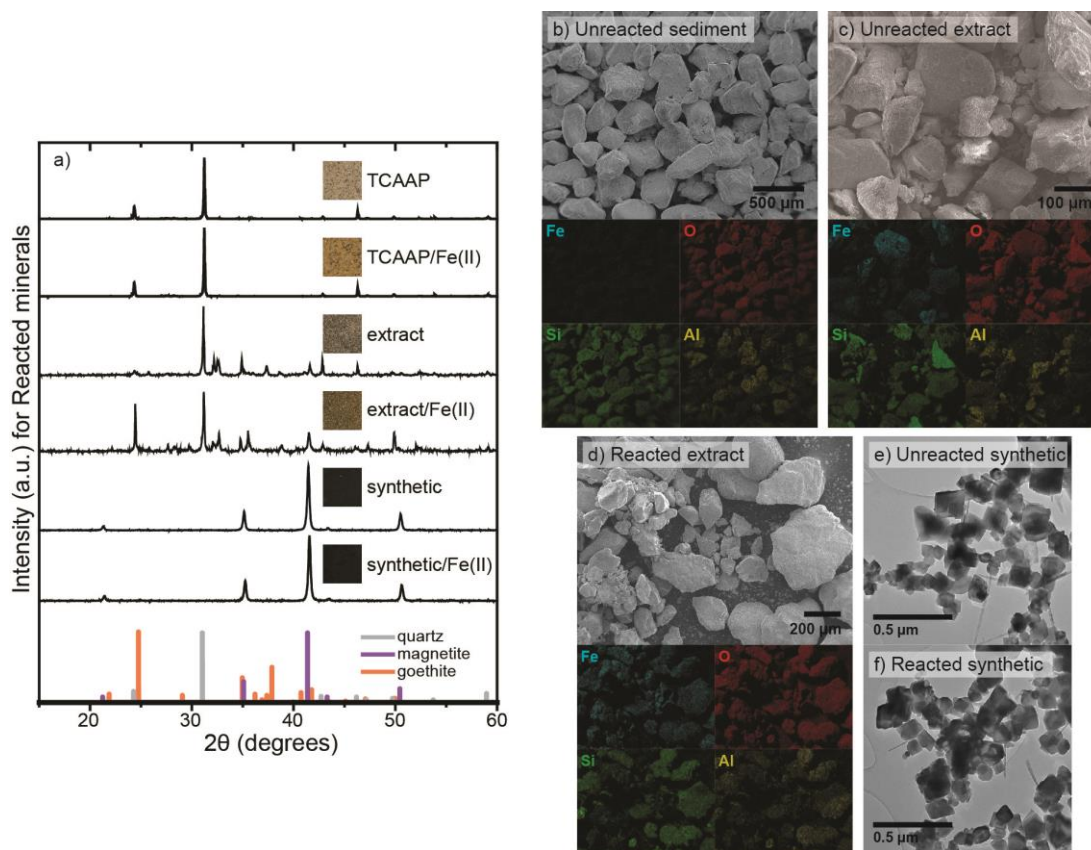 a)
Intensity (a.u.) for Reacted minerals
TCAAP
TCAAP/Fe(II)
extract
extract/Fe(II)
synthetic
synthetic/Fe(II)
quartz
magnetite
goethite
20 30 40 50 60
2θ (degrees)
b) Unreacted sediment
500 µm
Fe O
Si Al
c) Unreacted extract
100 µm
Fe O
Si Al
d) Reacted extract
200 µm
Fe O
Si Al
e) Unreacted synthetic
0.5 µm
f) Reacted synthetic
0.5 µm